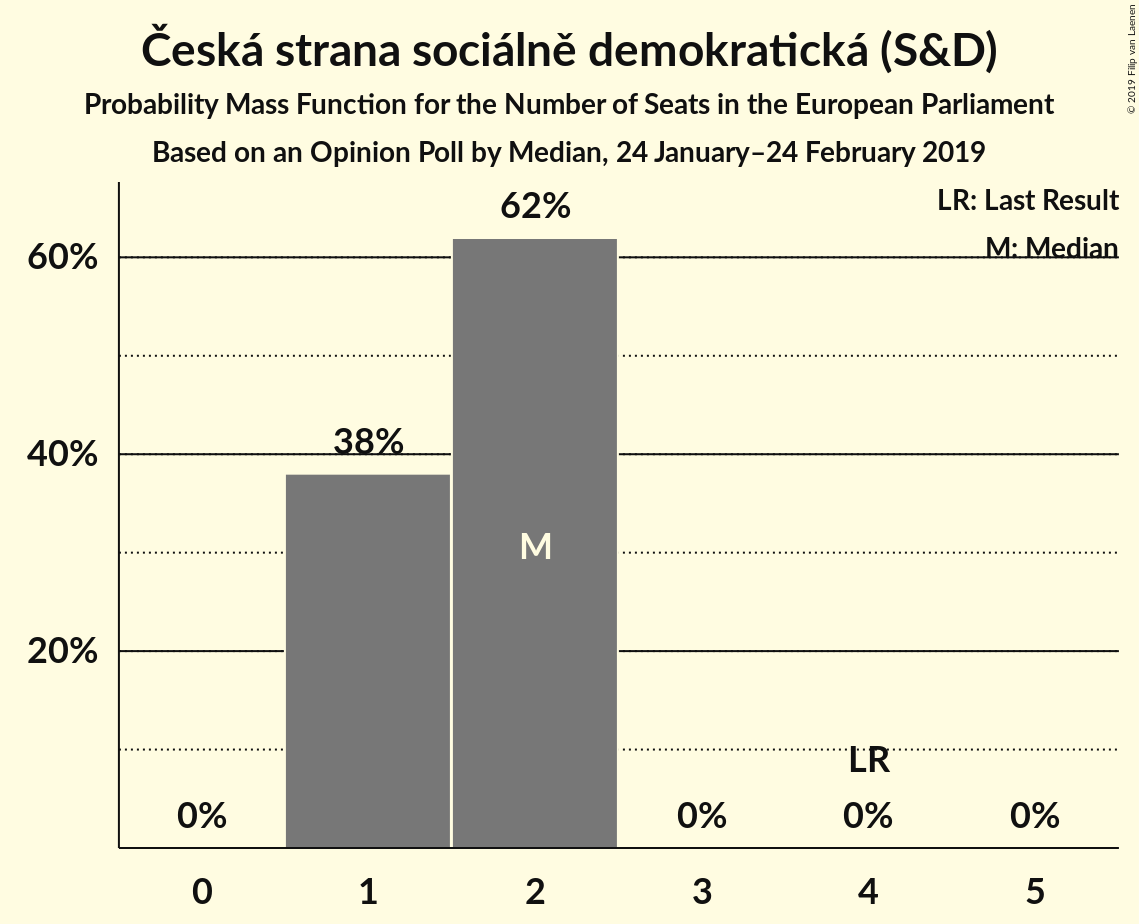 Česká strana sociálně demokratická (S&D)
Probability Mass Function for the Number of Seats in the European Parliament
Based on an Opinion Poll by Median, 24 January–24 February 2019
© 2019 Filip van Laenen
LR: Last Result
M: Median
62%
60%
38%
40%
M
20%
LR
0%
0%
0%
0%
0
1
2
3
4
5